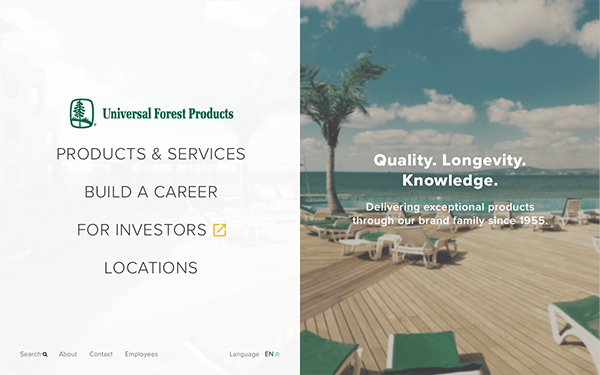 Universal Forest Products
PRODUCTS & SERVICES
BUILD A CAREER
FOR INVESTORS
LOCATIONS
Search
About
Contact
Employees
Language
EN
Quality. Longevity.
Knowledge.
Delivering exceptional products
through our brand family since 1955.